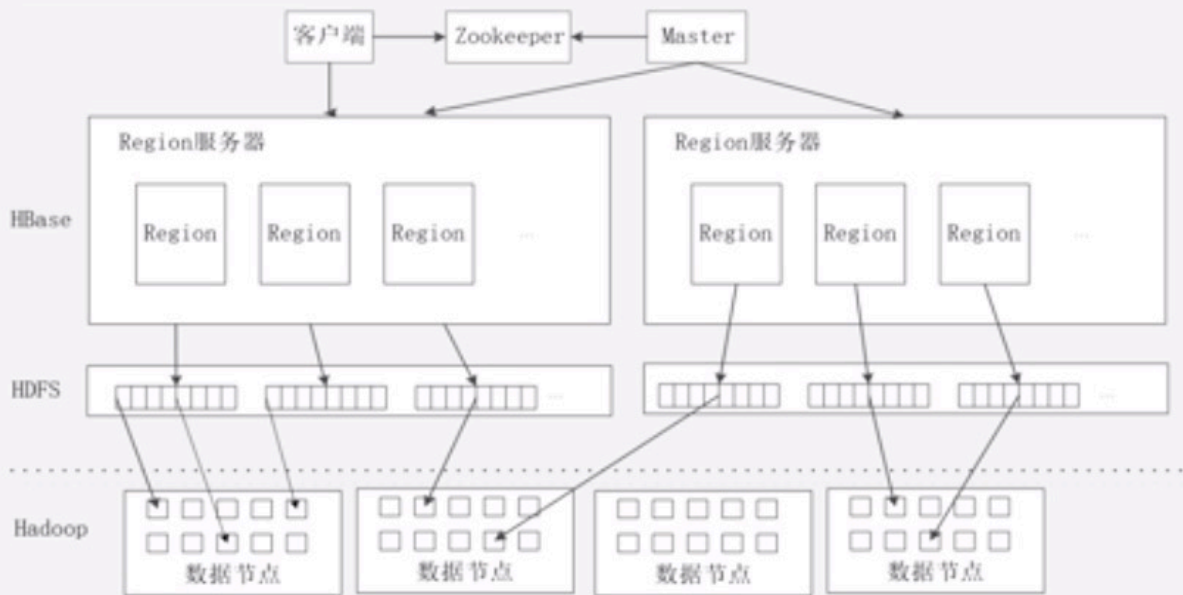 客户端
Zookeeper
Master
HBase
Region服务器
Region
Region
Region
...
Region服务器
Region
Region
Region
...
HDFS
...
...
Hadoop
数据节点
数据节点
数据节点
数据节点